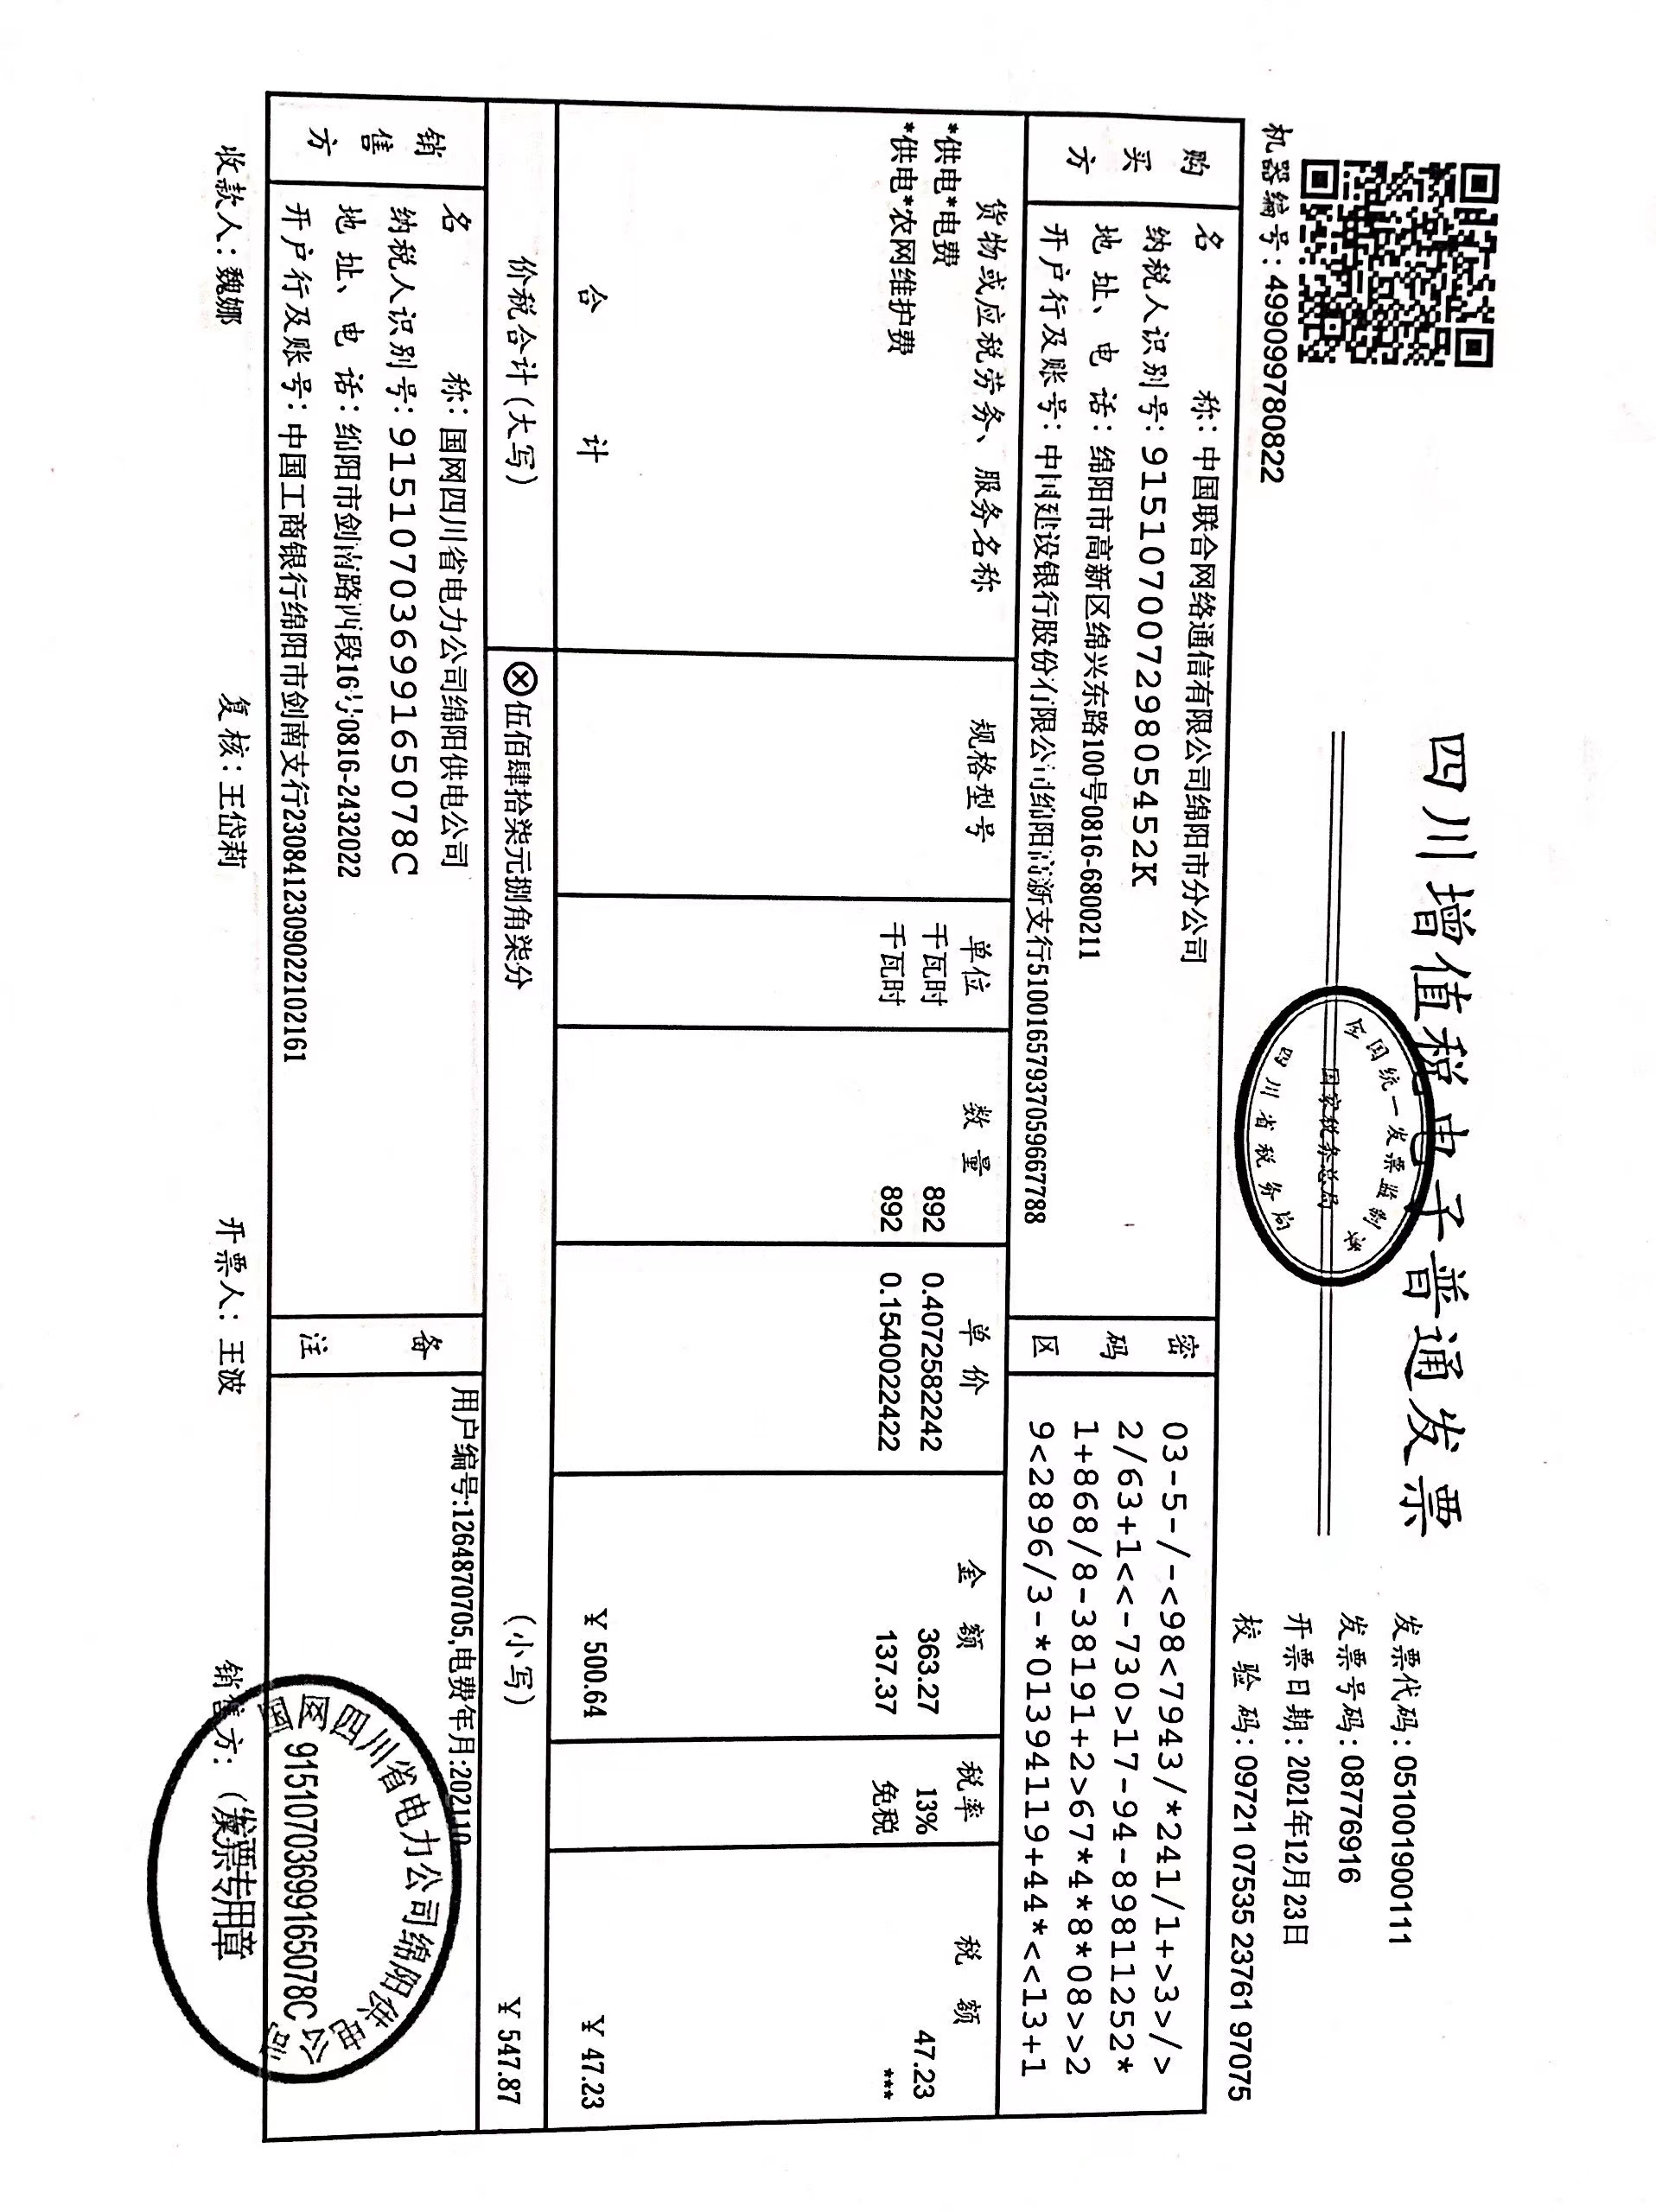 四川增值税电子普通发票
全国统一发票监制章
国家税务总局
四川省税务局
发票代码:051001900111
发票号码:08776916
开票日期:2021年12月23日
校验码:09721 07535 23761 97075
机器编号:499099780822
购买方
名称:中国联合网络通信有限公司绵阳市分公司
纳税人识别号:91510700729805452K
地址、电话:绵阳市高新区绵兴东路100号0816-6800211
开户行及账号:中国建设银行股份有限公司绵阳高新支行51001657937059667788
密码区
03-5-/-<98<7943/*241/1+>3>/>
2/63+1<<-730>17-94-89811252*
1+868/8-38191+2>67*4*8*08>>2
9<2896/3-*01394119+44*<<13+1
货物或应税劳务、服务名称 规格型号 单位 数量 单价 金额 税率 税额
*供电*电费 千瓦时 892 0.4072582242 363.27 13% 47.23
*供电*农网维护费 千瓦时 892 0.1540022422 137.37 免税 ***
合计 ¥500.64 ¥47.23
价税合计(大写) ⊗伍佰肆拾柒元捌角柒分 (小写) ¥547.87
销售方
名称:国网四川省电力公司绵阳供电公司
纳税人识别号:91510703699165078C
地址、电话:绵阳市剑南路四段16号0816-2432022
开户行及账号:中国工商银行绵阳市剑南支行2308412309022102161
备注
用户编号:1264870705,电费年月:202110
国网四川省电力公司绵阳供电公司
91510703699165078C
发票专用章
收款人:魏娜 复核:王岱莉 开票人:王波 销售方:(章)